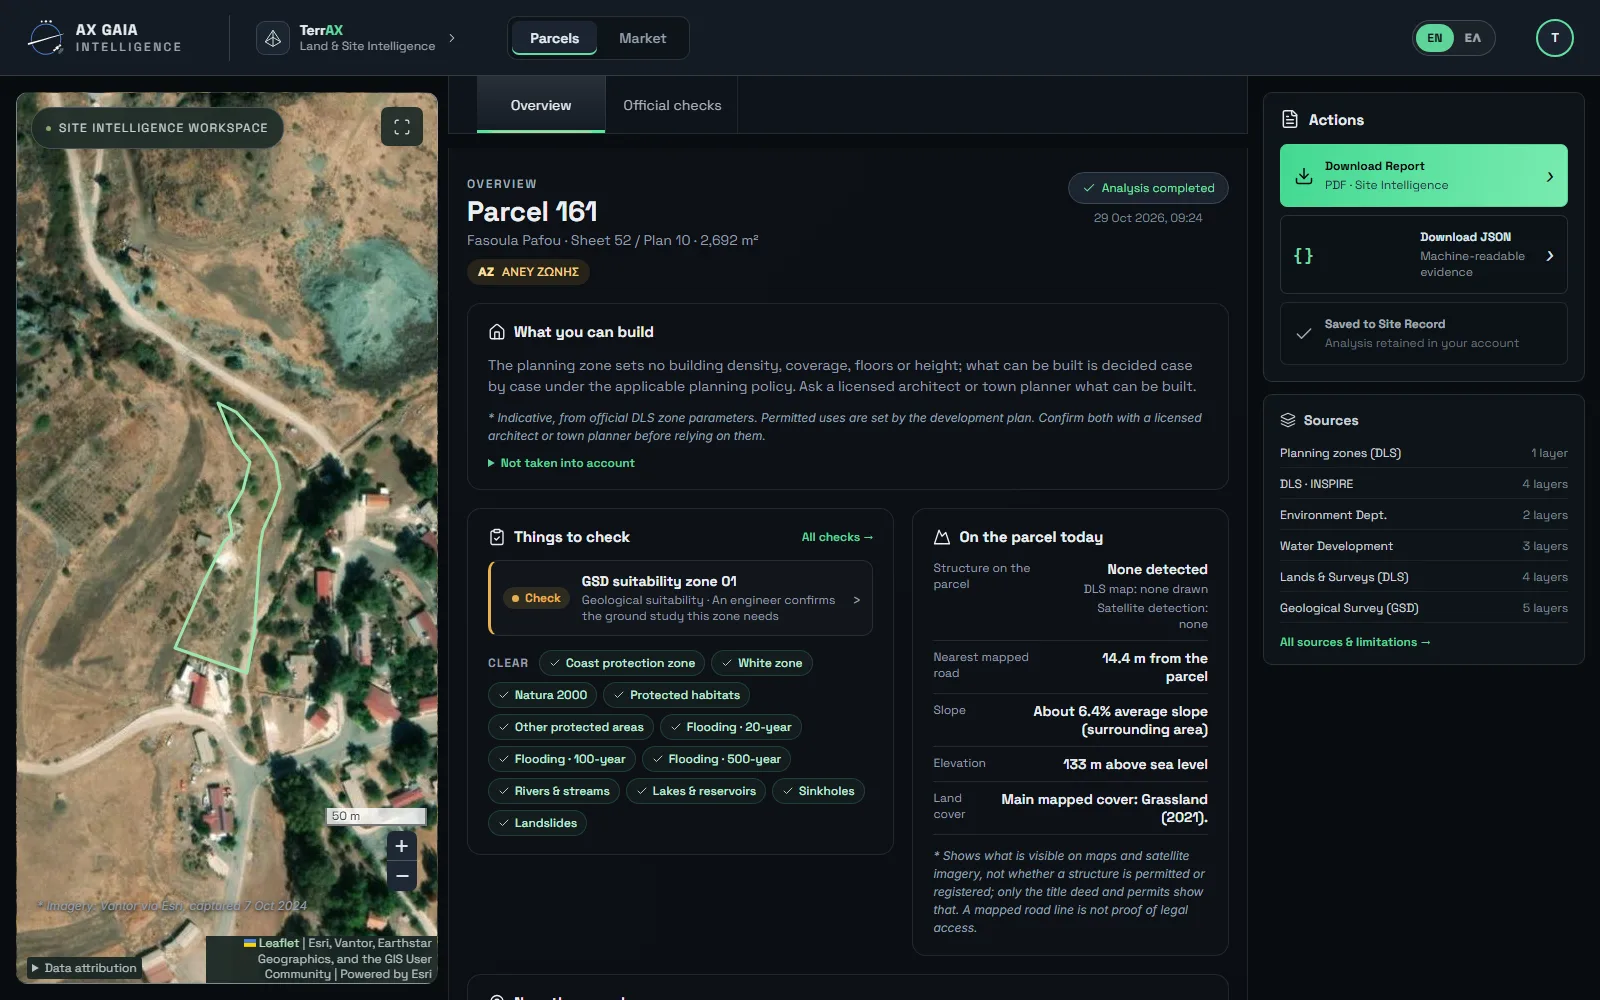 AX GAIA
INTELLIGENCE
TerrAX
Land & Site Intelligence
Parcels
Market
EN
ΕΛ
T
SITE INTELLIGENCE WORKSPACE
50 m
+
−
* Imagery: Vantor via Esri, captured 7 Oct 2024
Leaflet | Esri, Vantor, Earthstar
Geographics, and the GIS User
Community | Powered by Esri
Data attribution
Overview
Official checks
OVERVIEW
Parcel 161
Fasoula Pafou · Sheet 52 / Plan 10 · 2,692 m²
AZ ΑΝΕΥ ΖΩΝΗΣ
Analysis completed
29 Oct 2026, 09:24
What you can build
The planning zone sets no building density, coverage, floors or height; what can be built is decided case
by case under the applicable planning policy. Ask a licensed architect or town planner what can be built.
* Indicative, from official DLS zone parameters. Permitted uses are set by the development plan. Confirm both with a licensed
architect or town planner before relying on them.
Not taken into account
Things to check
All checks →
Check
GSD suitability zone 01
Geological suitability · An engineer confirms
the ground study this zone needs
>
CLEAR
Coast protection zone
White zone
Natura 2000
Protected habitats
Other protected areas
Flooding · 20-year
Flooding · 100-year
Flooding · 500-year
Rivers & streams
Lakes & reservoirs
Sinkholes
Landslides
On the parcel today
Structure on the
parcel
None detected
DLS map: none drawn
Satellite detection:
none
Nearest mapped
road
14.4 m from the
parcel
Slope
About 6.4% average slope
(surrounding area)
Elevation
133 m above sea level
Land
cover
Main mapped cover: Grassland
(2021).
* Shows what is visible on maps and satellite
imagery, not whether a structure is permitted or
registered; only the title deed and permits show
that. A mapped road line is not proof of legal
access.
Actions
Download Report
PDF · Site Intelligence
{}
Download JSON
Machine-readable
evidence
Saved to Site Record
Analysis retained in your account
Sources
Planning zones (DLS)
1 layer
DLS · INSPIRE
4 layers
Environment Dept.
2 layers
Water Development
3 layers
Lands & Surveys (DLS)
4 layers
Geological Survey (GSD)
5 layers
All sources & limitations →